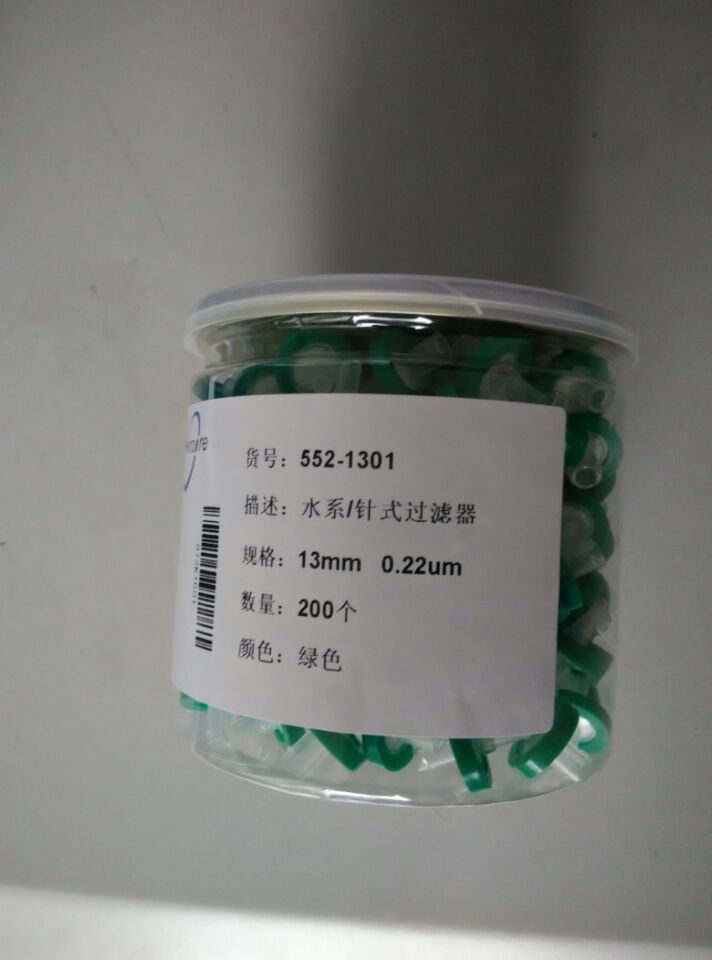 货号：552-1301
描述：水系/针式过滤器
规格：13mm 0.22um
数量：200个
颜色：绿色